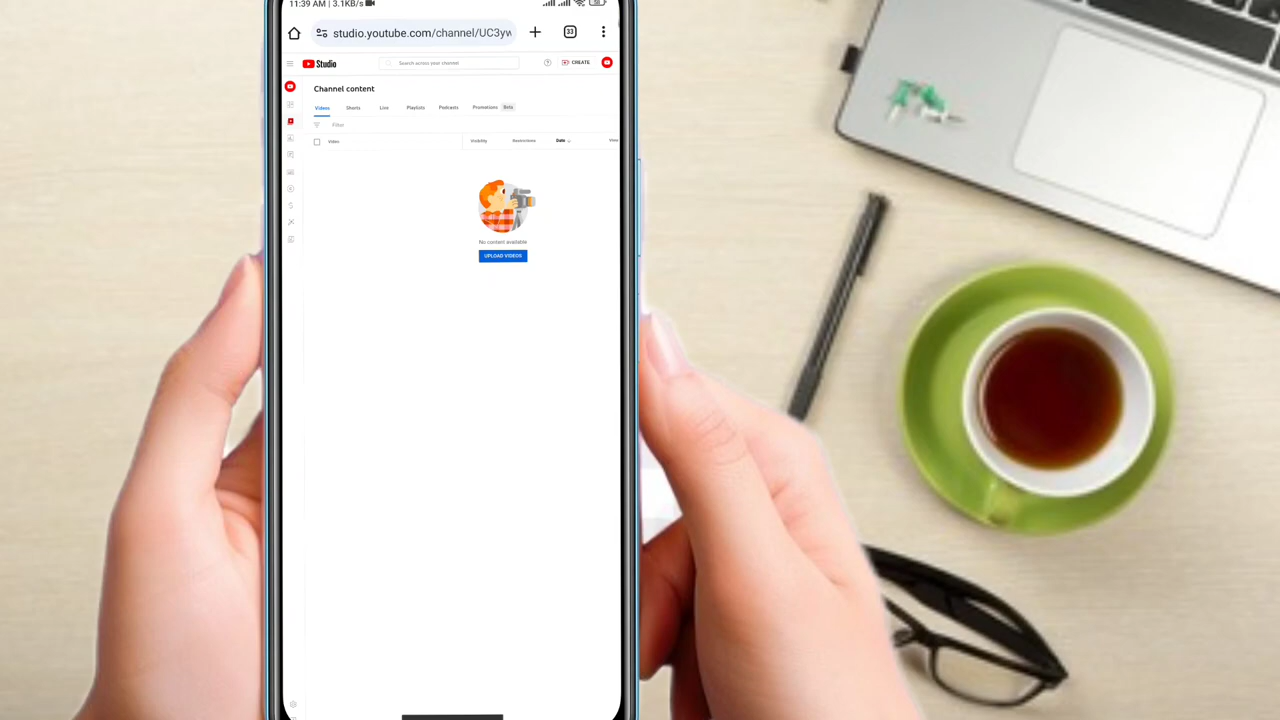 11:39 AM | 3.1KB/s
studio.youtube.com/channel/UC3yw
33
Studio
Search across your channel
CREATE
Channel content
Videos Shorts Live Playlists Podcasts Promotions Beta
Filter
Video Visibility Restrictions Date View
No content available
UPLOAD VIDEOS